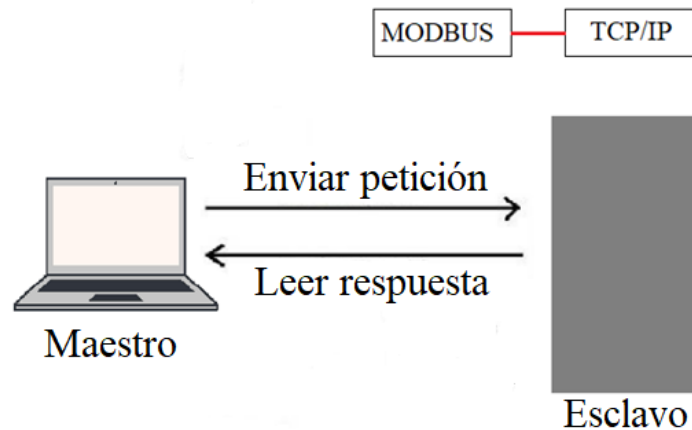 MODBUS TCP/IP
Enviar petición
Leer respuesta
Maestro
Esclavo